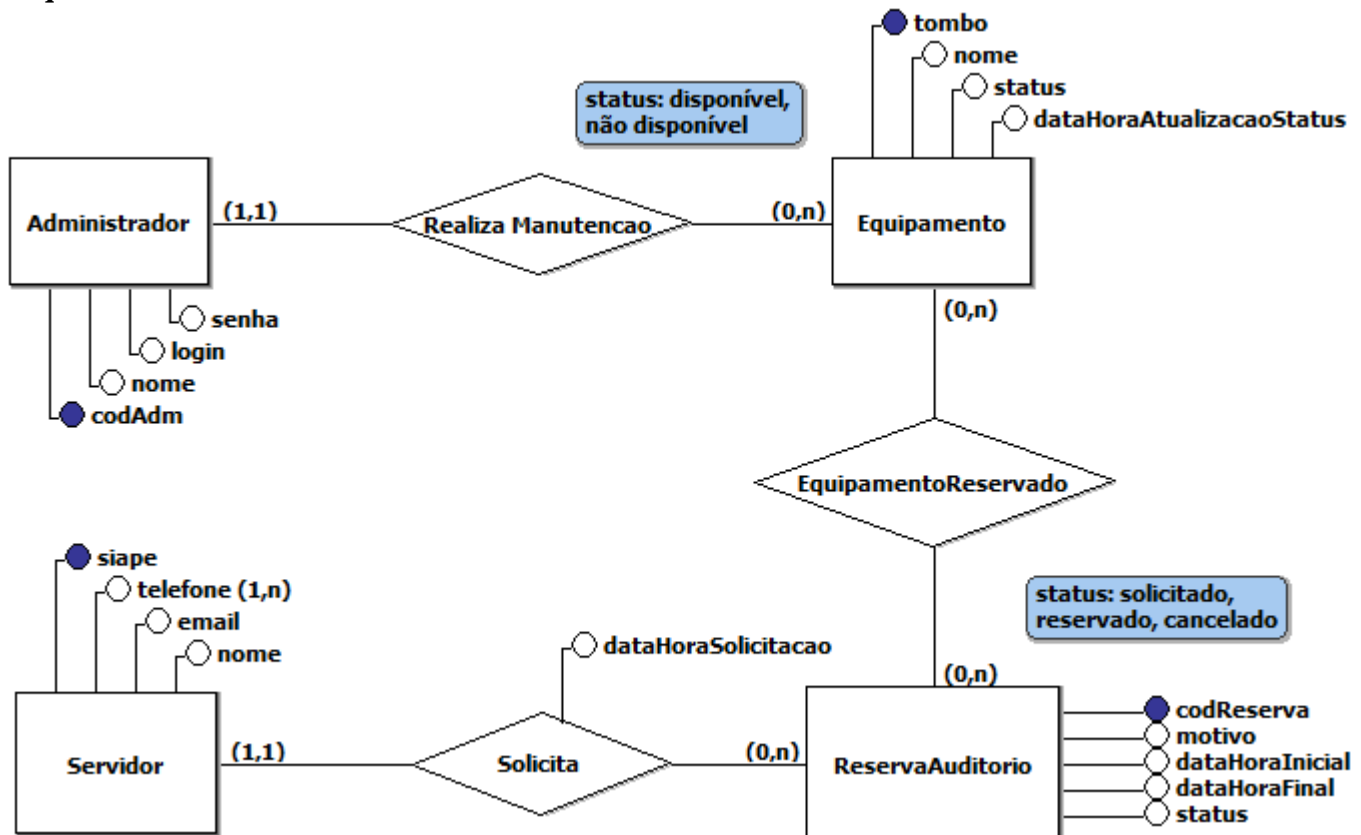 tombo
nome
status
dataHoraAtualizacaoStatus
status: disponível,
não disponível
Administrador
(1,1)
Realiza Manutencao
(0,n)
Equipamento
(0,n)
senha
login
nome
codAdm
EquipamentoReservado
siape
telefone (1,n)
email
nome
dataHoraSolicitacao
status: solicitado,
reservado, cancelado
(0,n)
Servidor
(1,1)
Solicita
(0,n)
ReservaAuditorio
codReserva
motivo
dataHoraInicial
dataHoraFinal
status